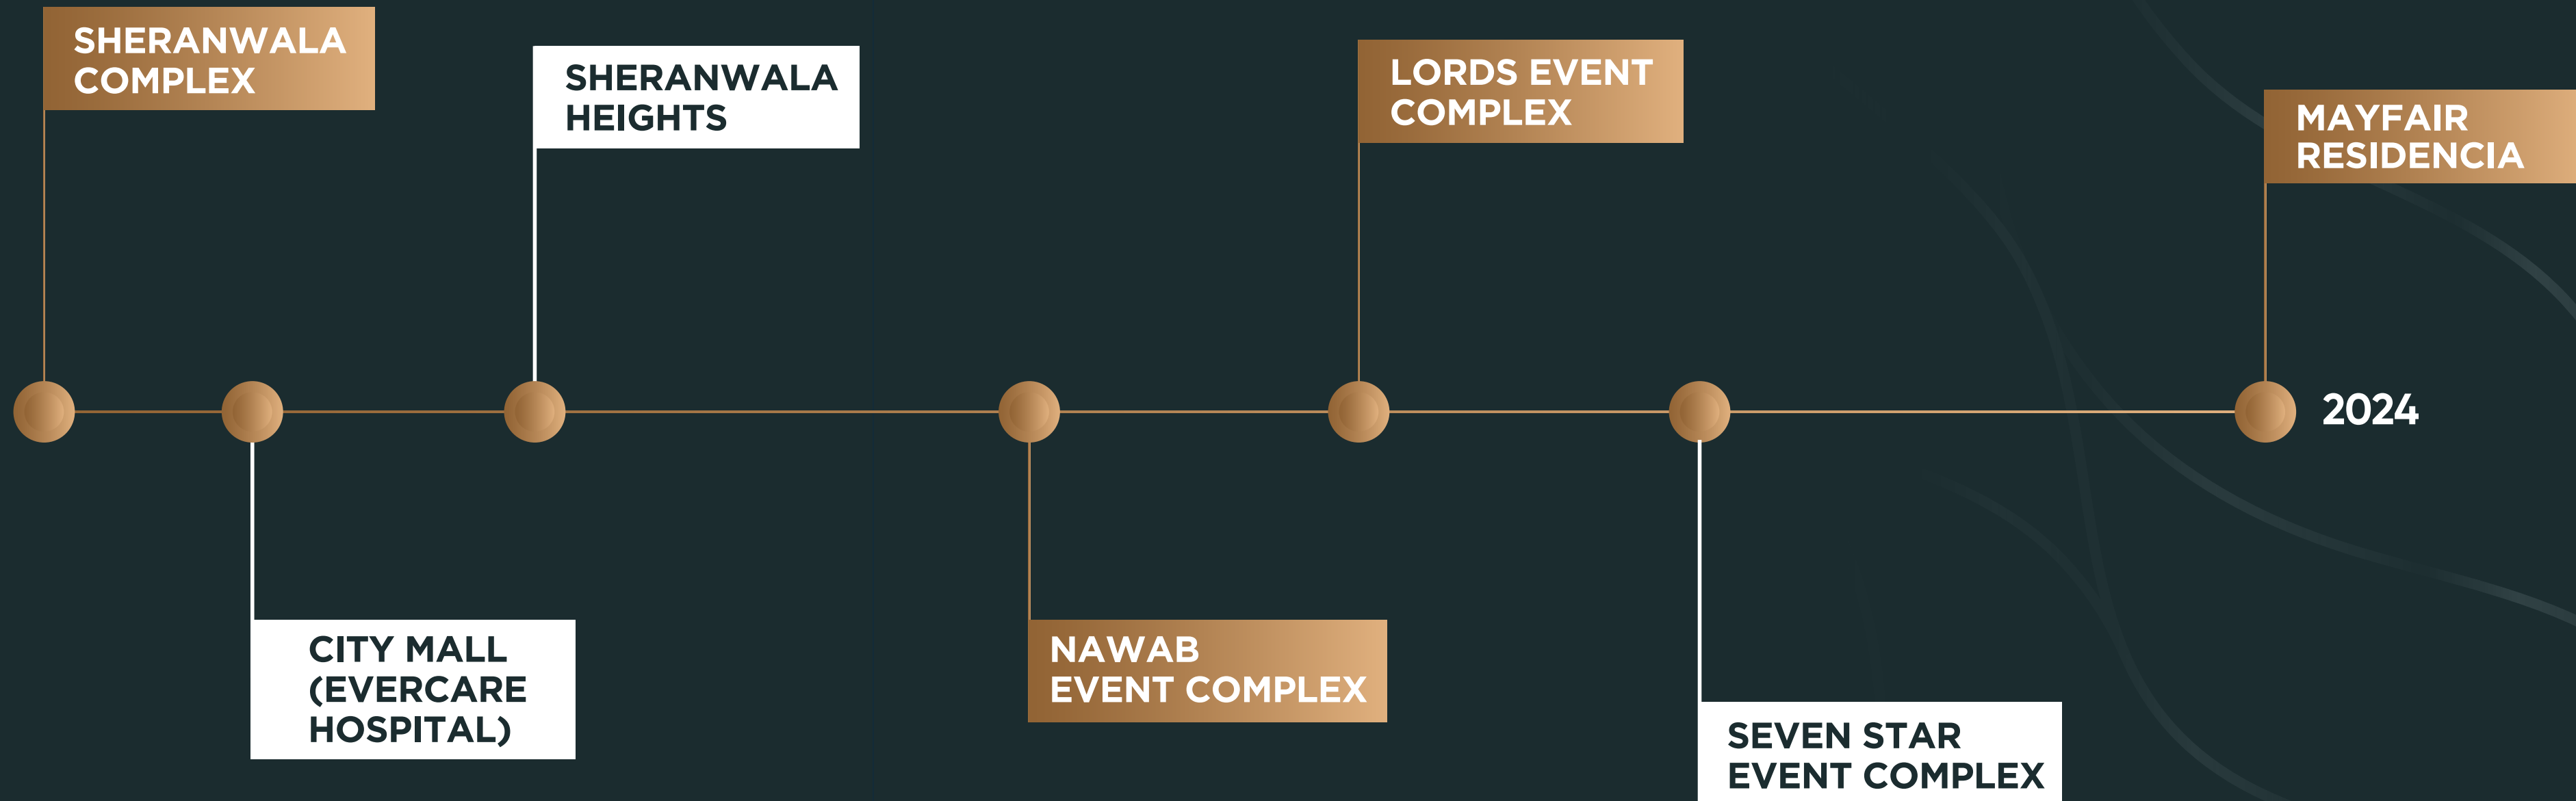 SHERANWALA
COMPLEX
SHERANWALA
HEIGHTS
LORDS EVENT
COMPLEX
MAYFAIR
RESIDENCIA
2024
CITY MALL
(EVERCARE
HOSPITAL)
NAWAB
EVENT COMPLEX
SEVEN STAR
EVENT COMPLEX